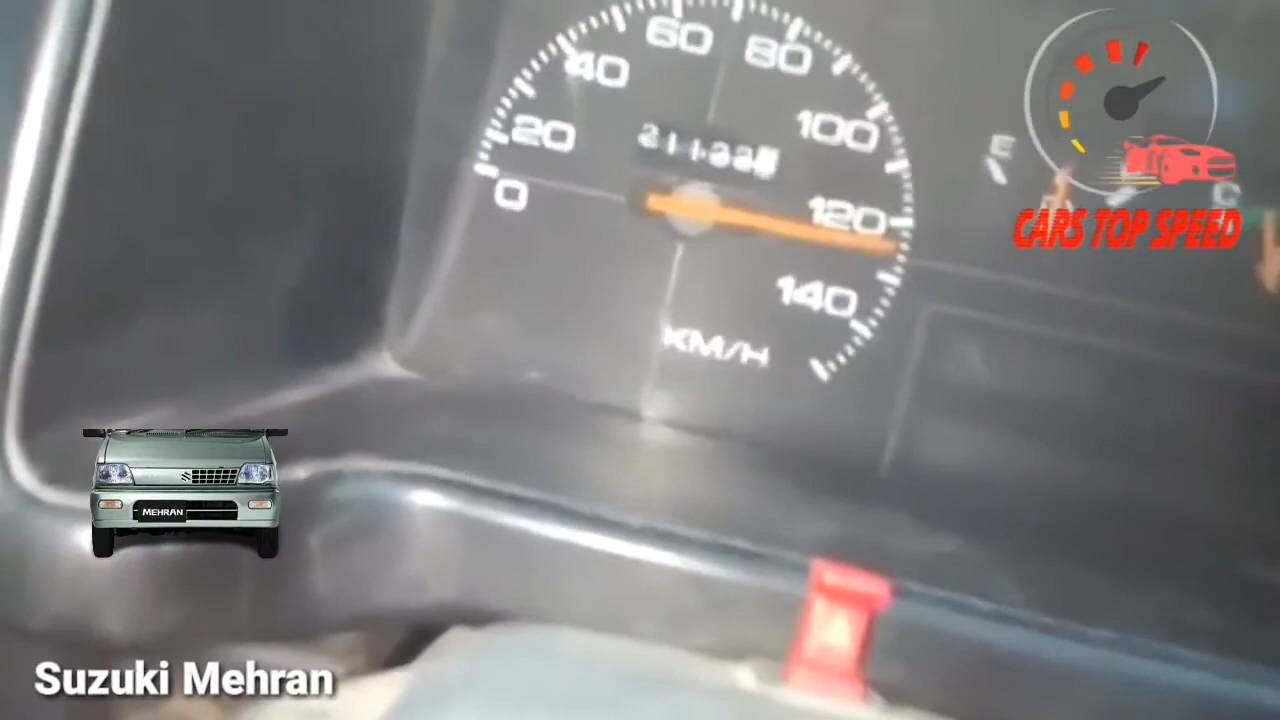 60
80
40
100
20
120
0
140
KM/H
E
C
CARS TOP SPEED
MEHRAN
Suzuki Mehran